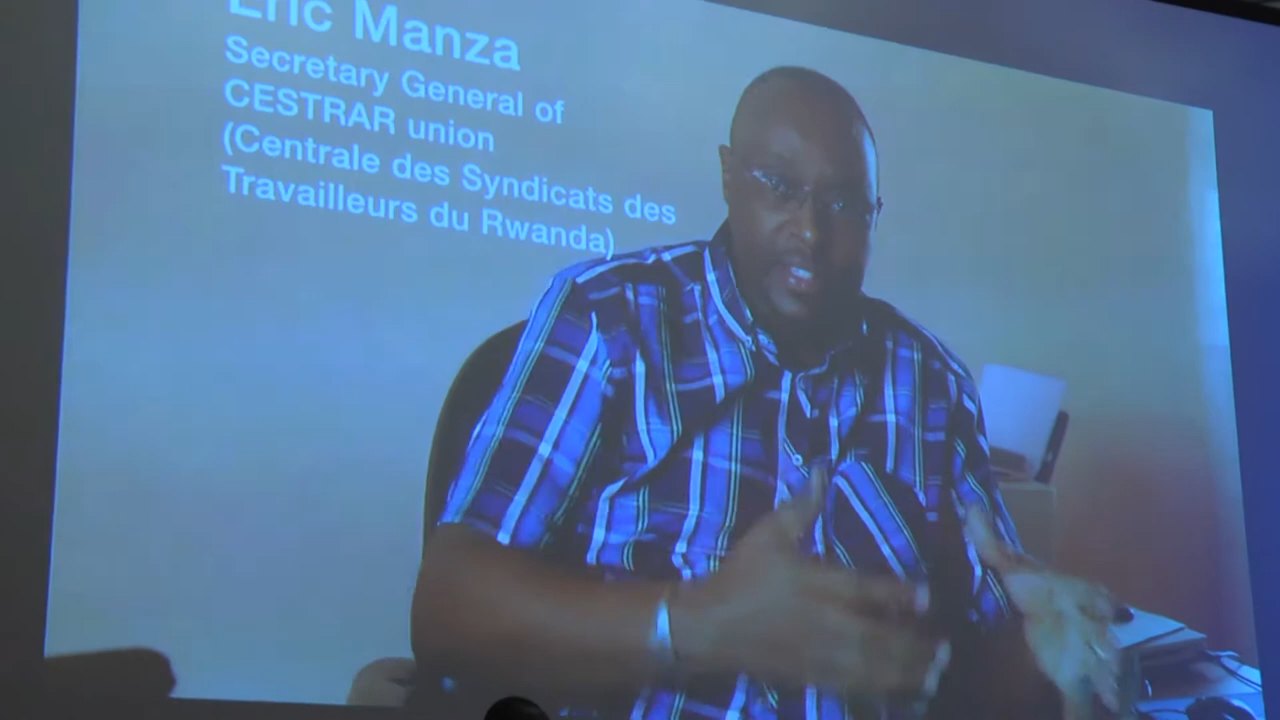 Eric Manza
Secretary General of
CESTRAR union
(Centrale des Syndicats des
Travailleurs du Rwanda)